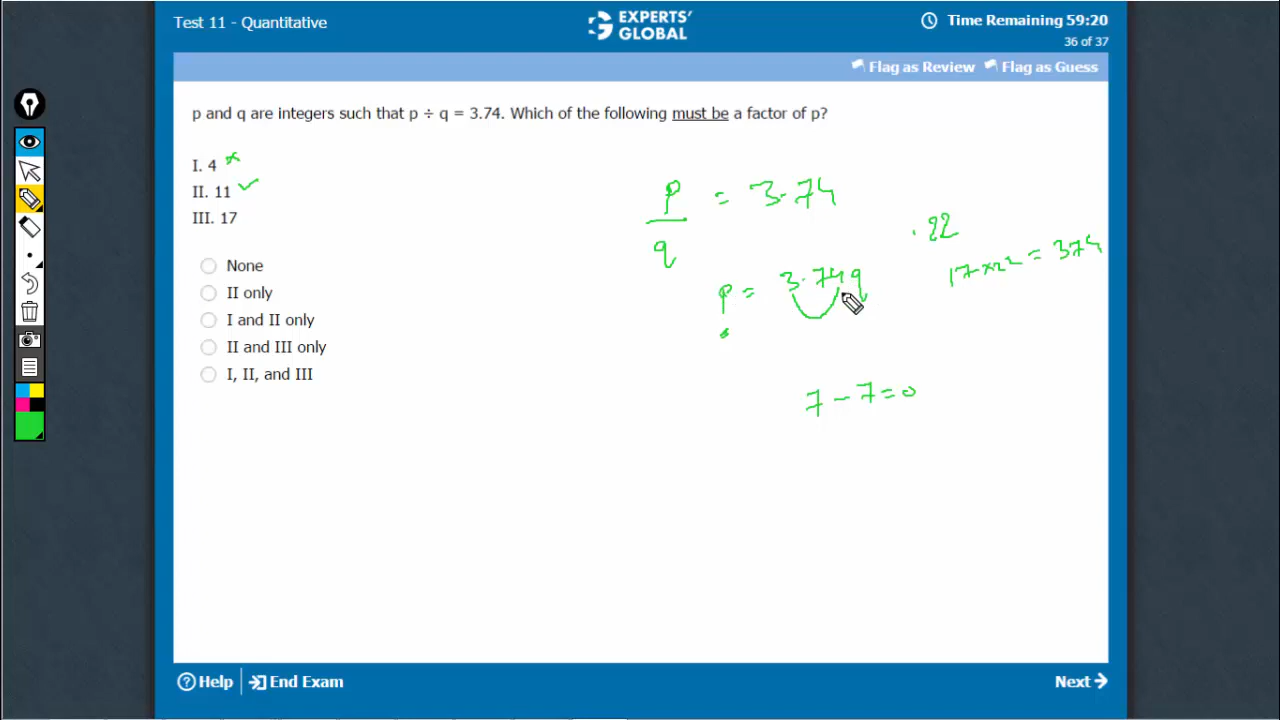 Test 11 - Quantitative
EXPERTS'
GLOBAL
Time Remaining 59:20
36 of 37
Flag as Review
Flag as Guess
p and q are integers such that p ÷ q = 3.74. Which of the following must be a factor of p?
I. 4
II. 11
III. 17
None
II only
I and II only
II and III only
I, II, and III
p/q = 3.74
.22
17×22 = 374
p = 3.74q
7 - 7 = 0
Help
End Exam
Next